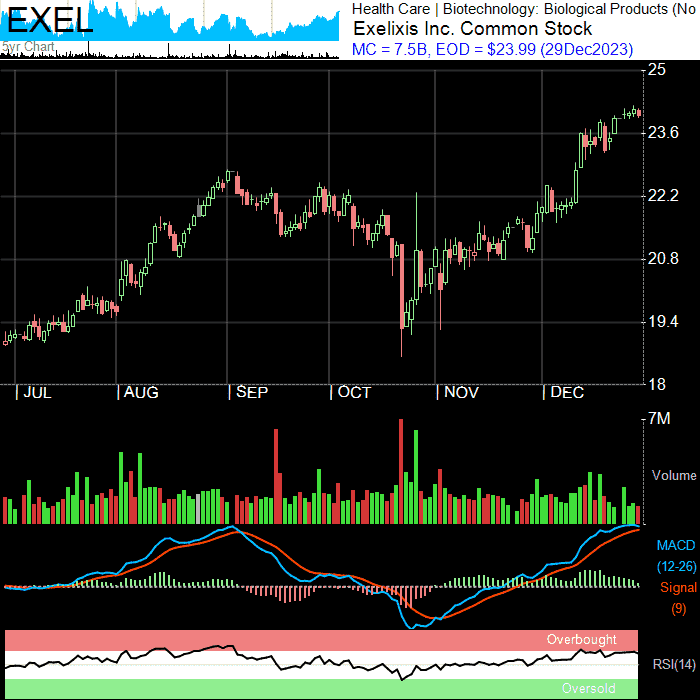 EXEL
5yr Chart
Health Care | Biotechnology: Biological Products (No
Exelixis Inc. Common Stock
MC = 7.5B, EOD = $23.99 (29Dec2023)
25
23.6
22.2
20.8
19.4
18
| JUL | AUG | SEP | OCT | NOV | DEC
7M
Volume
MACD
(12-26)
Signal
(9)
Overbought
RSI(14)
Oversold